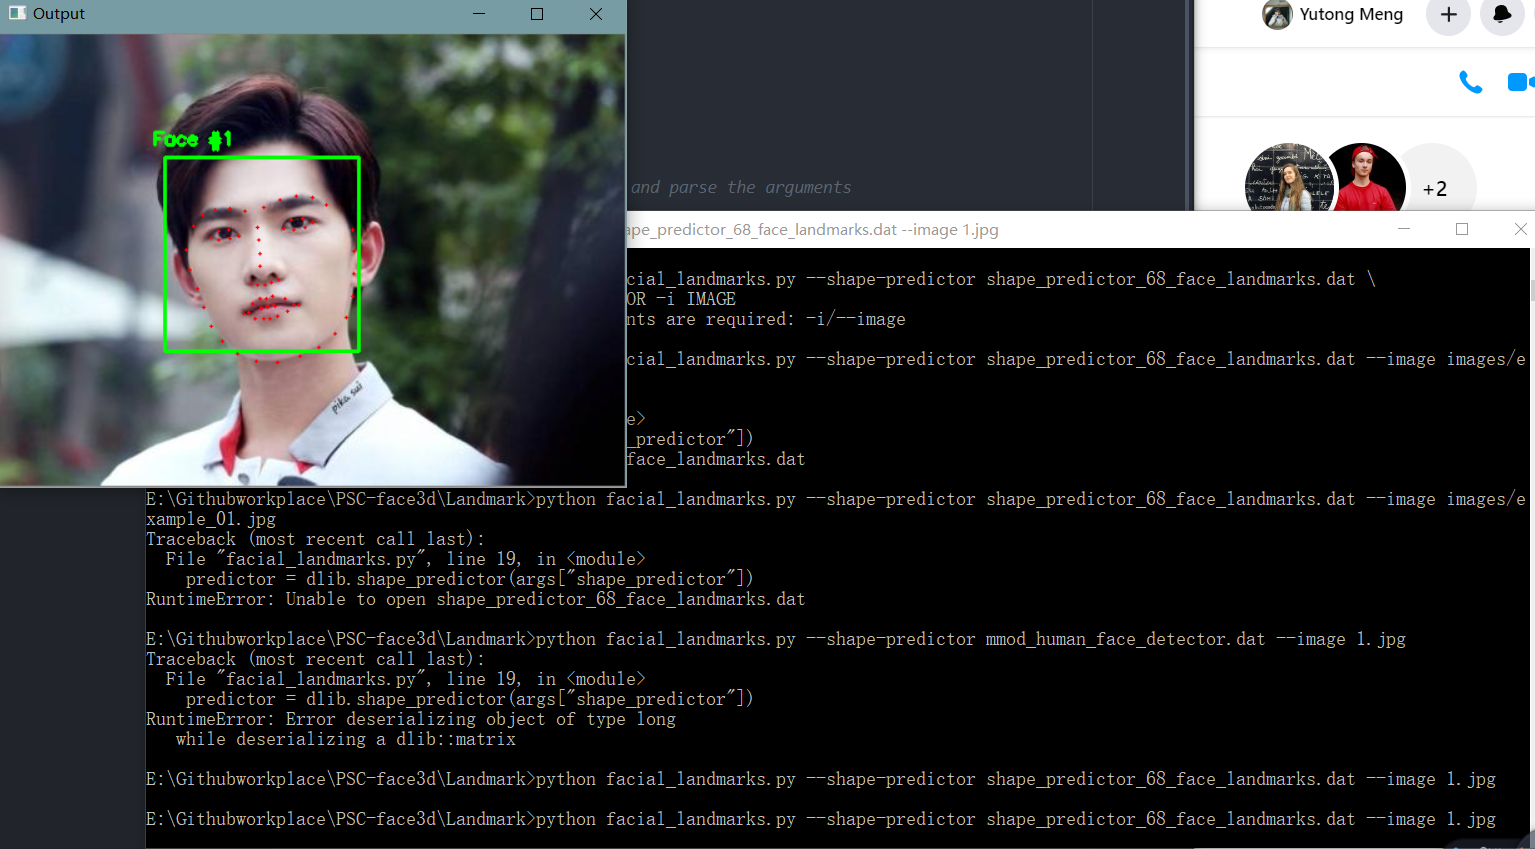 Output
Yutong Meng
Face #1
pika sui
+2
and parse the arguments
ape_predictor_68_face_landmarks.dat --image 1.jpg
cial_landmarks.py --shape-predictor shape_predictor_68_face_landmarks.dat \
OR -i IMAGE
nts are required: -i/--image
cial_landmarks.py --shape-predictor shape_predictor_68_face_landmarks.dat --image images/e
e>
_predictor"])
face_landmarks.dat
E:\Githubworkplace\PSC-face3d\Landmark>python facial_landmarks.py --shape-predictor shape_predictor_68_face_landmarks.dat --image images/e
xample_01.jpg
Traceback (most recent call last):
File "facial_landmarks.py", line 19, in <module>
predictor = dlib.shape_predictor(args["shape_predictor"])
RuntimeError: Unable to open shape_predictor_68_face_landmarks.dat
E:\Githubworkplace\PSC-face3d\Landmark>python facial_landmarks.py --shape-predictor mmod_human_face_detector.dat --image 1.jpg
Traceback (most recent call last):
File "facial_landmarks.py", line 19, in <module>
predictor = dlib.shape_predictor(args["shape_predictor"])
RuntimeError: Error deserializing object of type long
while deserializing a dlib::matrix
E:\Githubworkplace\PSC-face3d\Landmark>python facial_landmarks.py --shape-predictor shape_predictor_68_face_landmarks.dat --image 1.jpg
E:\Githubworkplace\PSC-face3d\Landmark>python facial_landmarks.py --shape-predictor shape_predictor_68_face_landmarks.dat --image 1.jpg